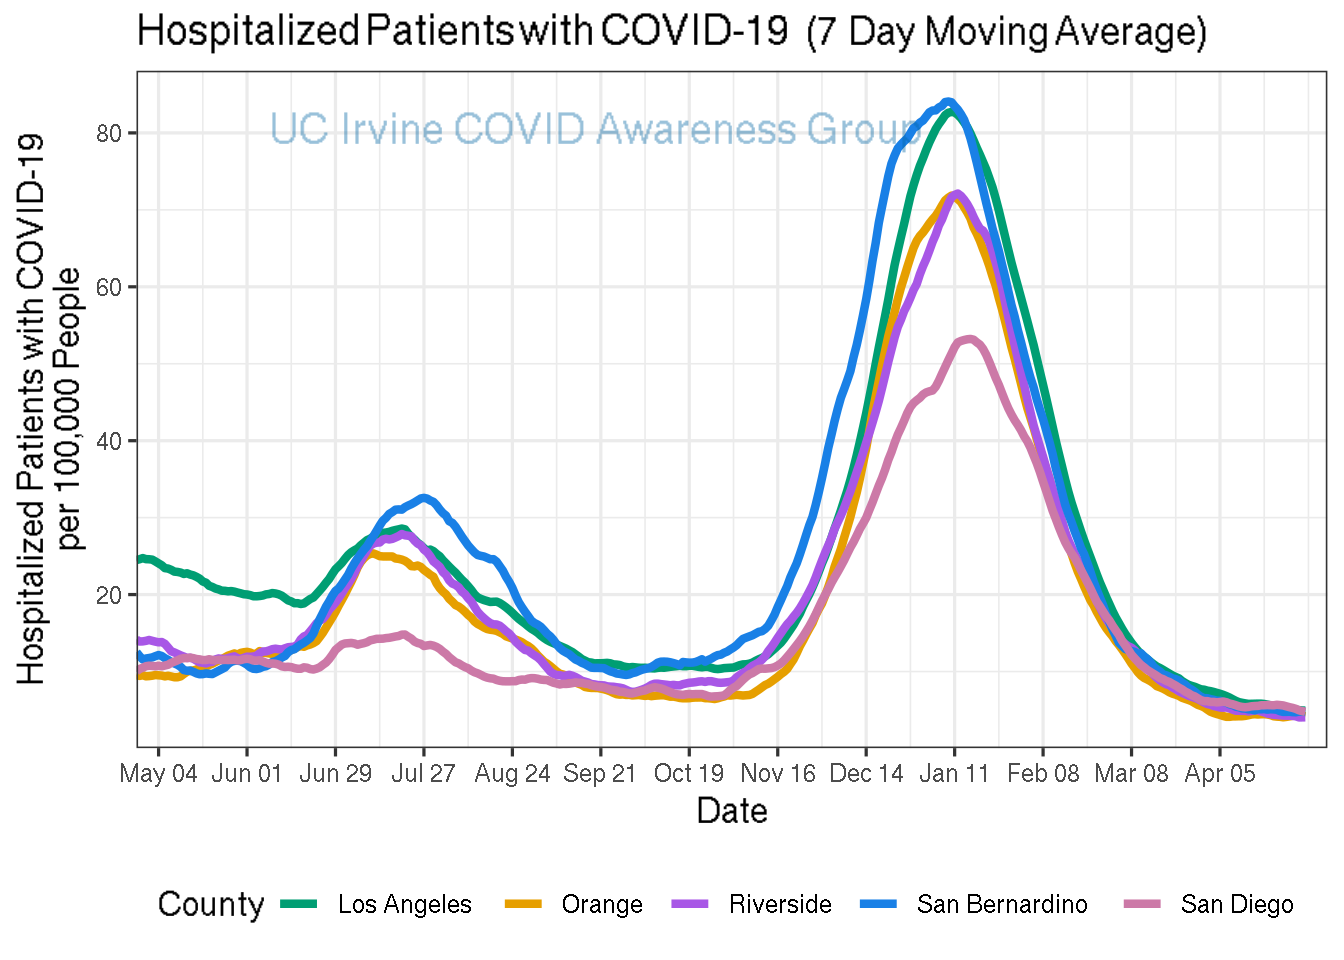 Hospitalized Patients with COVID-19 (7 Day Moving Average)
UC Irvine COVID Awareness Group
Hospitalized Patients with COVID-19
per 100,000 People
80
60
40
20
May 04 Jun 01 Jun 29 Jul 27 Aug 24 Sep 21 Oct 19 Nov 16 Dec 14 Jan 11 Feb 08 Mar 08 Apr 05
Date
County Los Angeles Orange Riverside San Bernardino San Diego